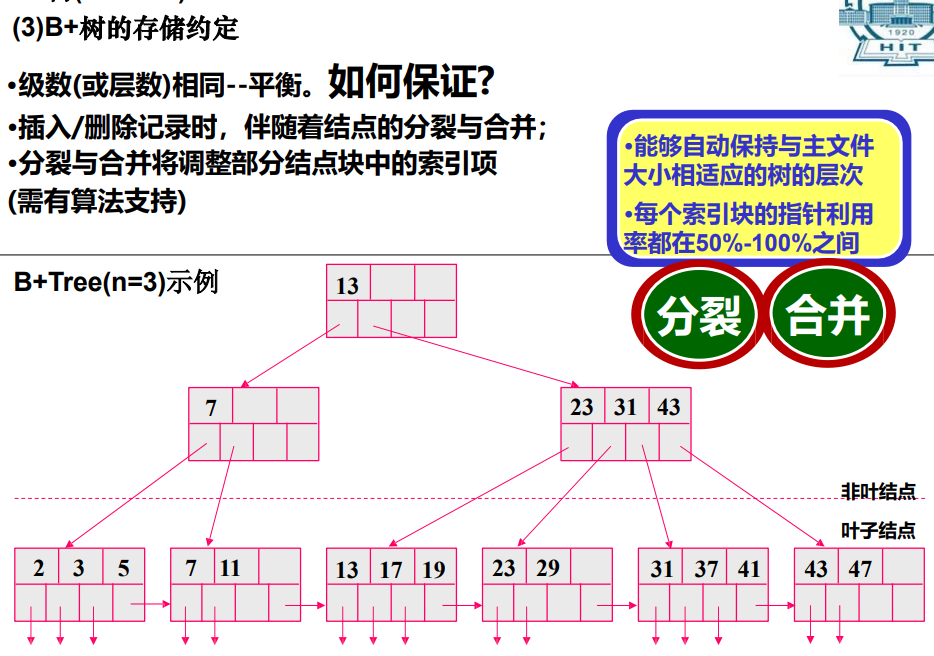 (3)B+树的存储约定
1920
HIT
•级数(或层数)相同--平衡。如何保证?
•插入/删除记录时，伴随着结点的分裂与合并；
•分裂与合并将调整部分结点块中的索引项
(需有算法支持)
•能够自动保持与主文件
大小相适应的树的层次
•每个索引块的指针利用
率都在50%-100%之间
分裂 合并
B+Tree(n=3)示例
13
7 23 31 43
非叶结点
叶子结点
2 3 5 7 11 13 17 19 23 29 31 37 41 43 47